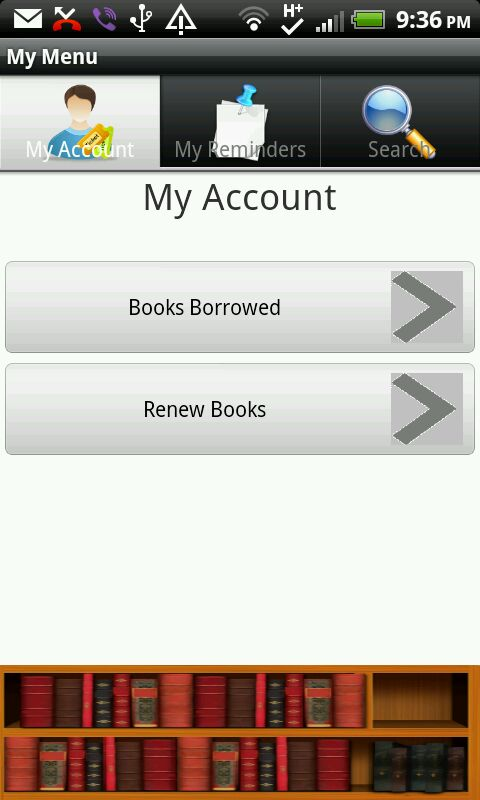 H+
9:36 PM
My Menu
My Account
My Reminders
Search
My Account
Books Borrowed
Renew Books